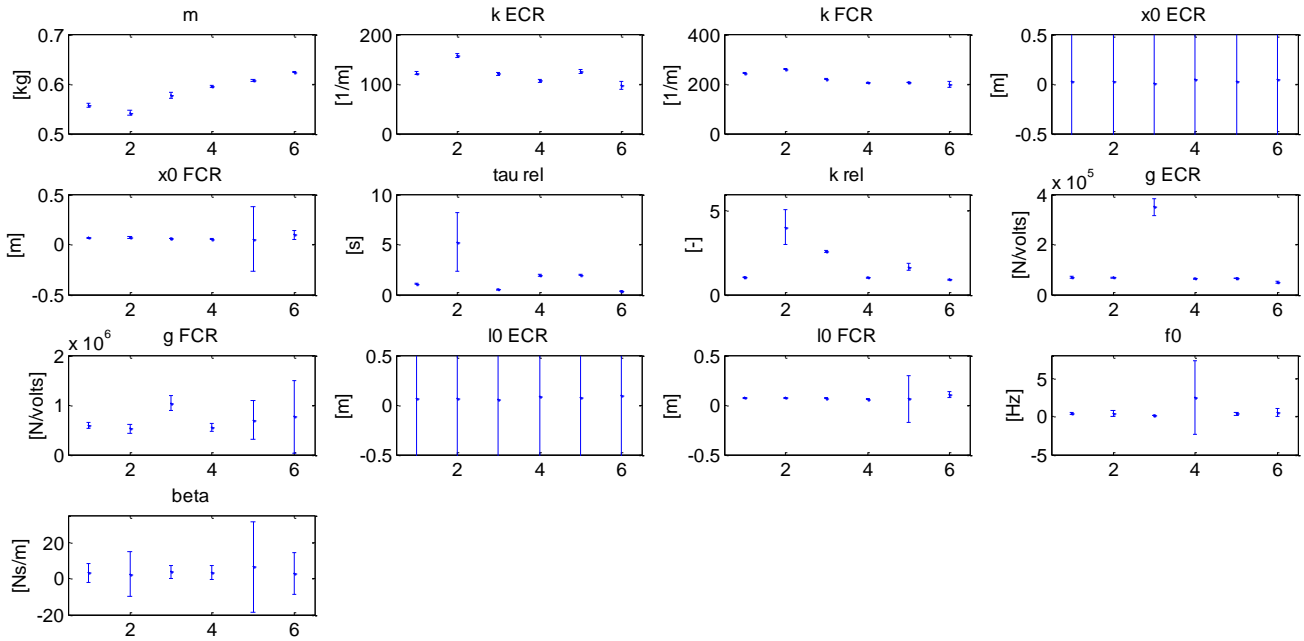 m
k ECR
k FCR
x0 ECR
0.7
0.6
0.5
[kg]
2 4 6
200
100
0
[1/m]
2 4 6
400
200
0
[1/m]
2 4 6
0.5
0
-0.5
[m]
2 4 6
x0 FCR
tau rel
k rel
g ECR
0.5
0
-0.5
[m]
2 4 6
10
5
0
[s]
2 4 6
5
0
[-]
2 4 6
x 10^5
4
2
0
[N/volts]
2 4 6
g FCR
l0 ECR
l0 FCR
f0
x 10^6
2
1
0
[N/volts]
2 4 6
0.5
0
-0.5
[m]
2 4 6
0.5
0
-0.5
[m]
2 4 6
5
0
-5
[Hz]
2 4 6
beta
20
0
-20
[Ns/m]
2 4 6